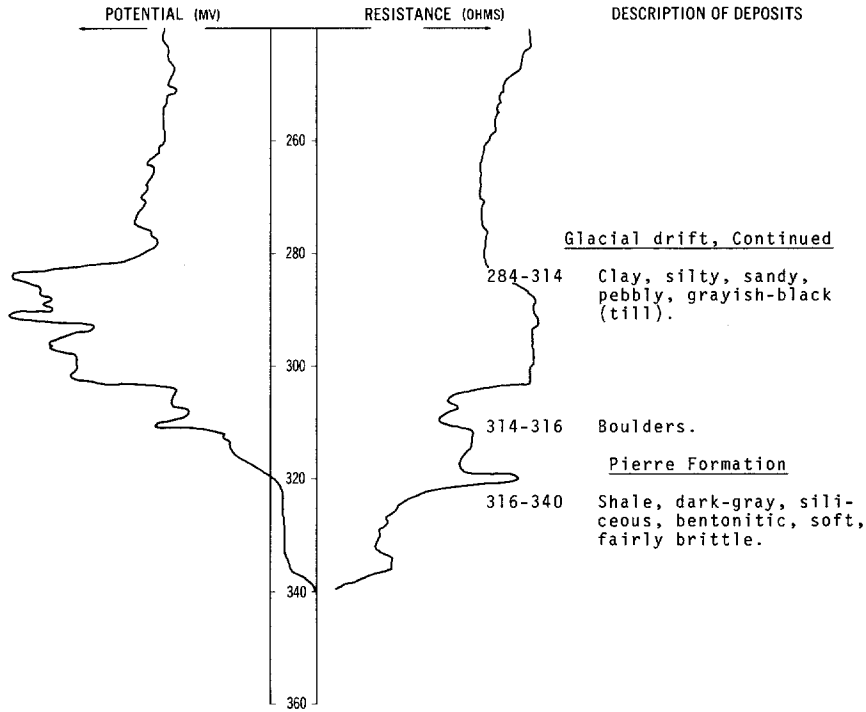 POTENTIAL (MV) RESISTANCE (OHMS) DESCRIPTION OF DEPOSITS
260
Glacial drift, Continued
280
284-314 Clay, silty, sandy,
pebbly, grayish-black
(till).
300
314-316 Boulders.
Pierre Formation
320
316-340 Shale, dark-gray, sili-
ceous, bentonitic, soft,
fairly brittle.
340
360